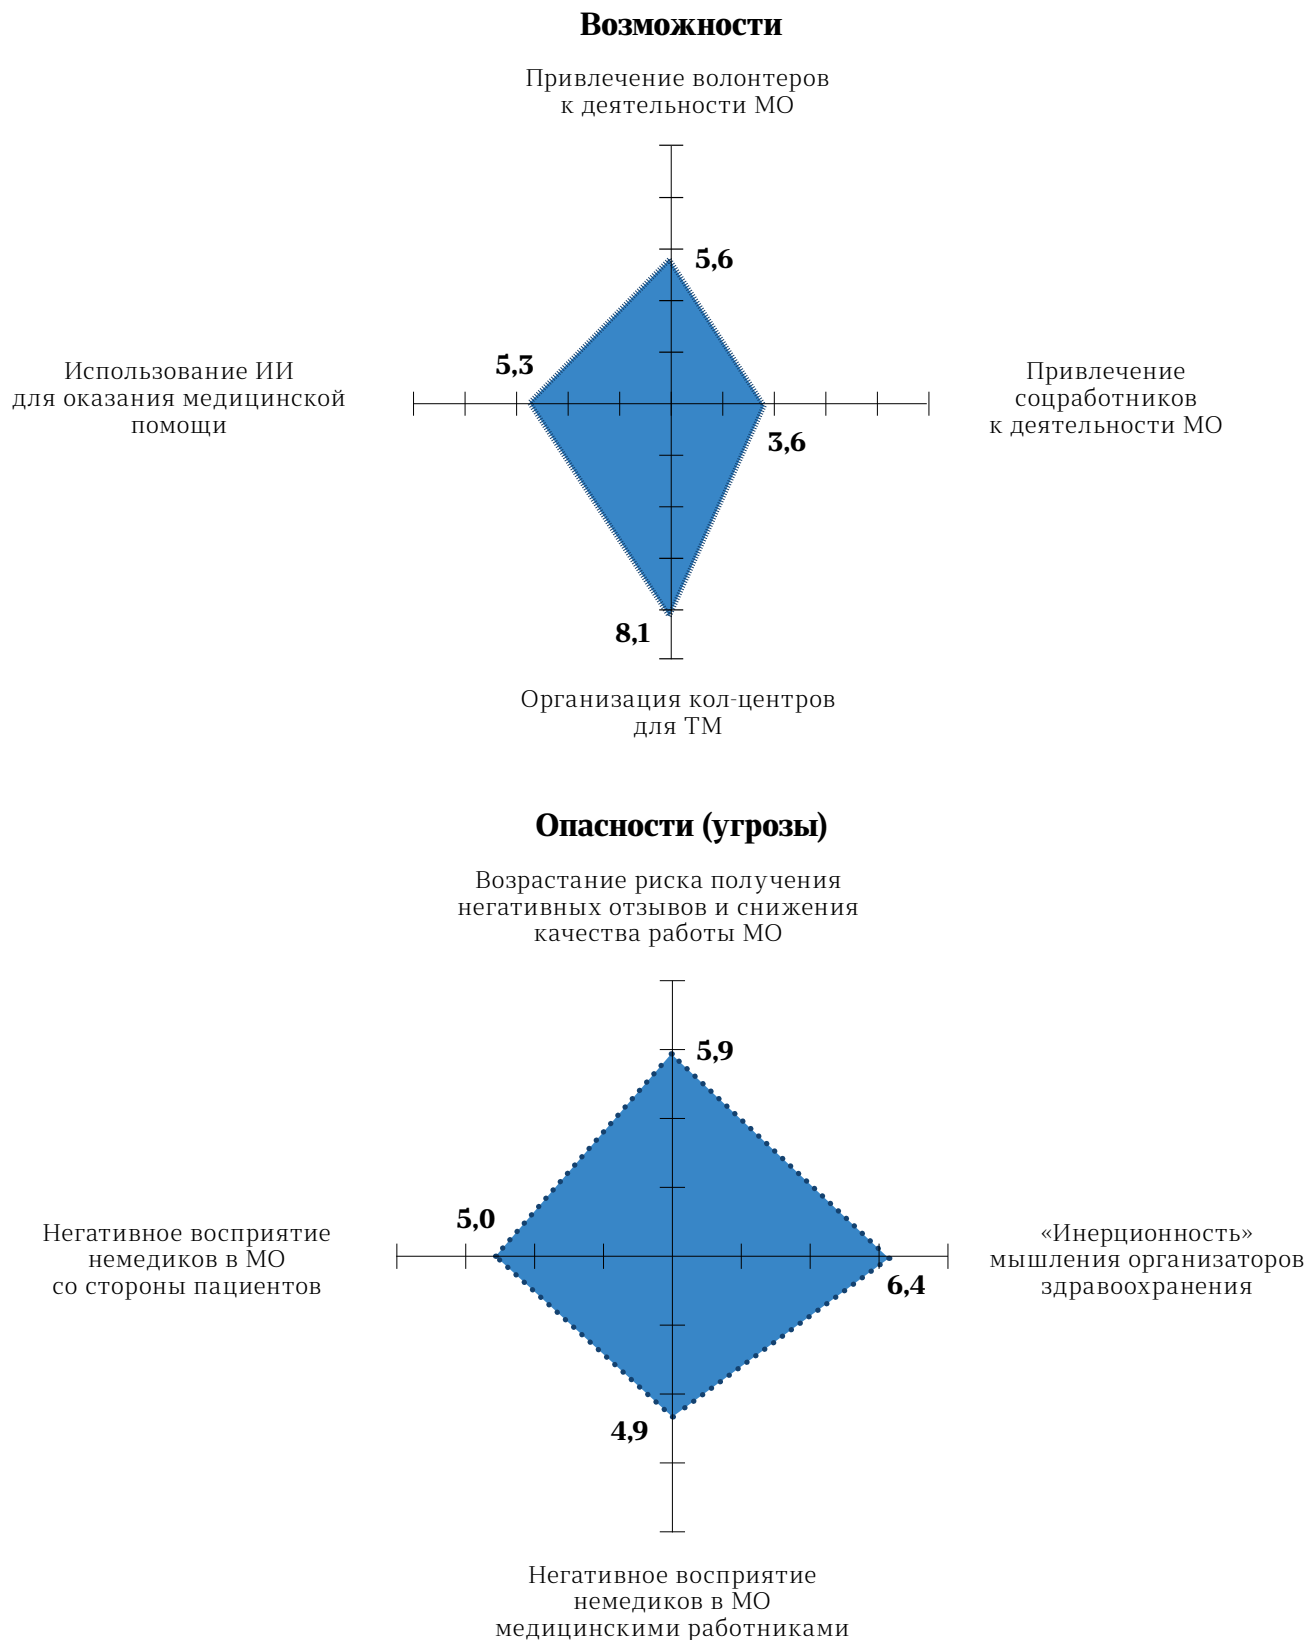 Возможности
Привлечение волонтеров
к деятельности МО
5,6
5,3
Использование ИИ
для оказания медицинской
помощи
Привлечение
соцработников
к деятельности МО
3,6
8,1
Организация кол-центров
для ТМ
Опасности (угрозы)
Возрастание риска получения
негативных отзывов и снижения
качества работы МО
5,9
5,0
Негативное восприятие
немедиков в МО
со стороны пациентов
«Инерционность»
мышления организаторов
здравоохранения
6,4
4,9
Негативное восприятие
немедиков в МО
медицинскими работниками